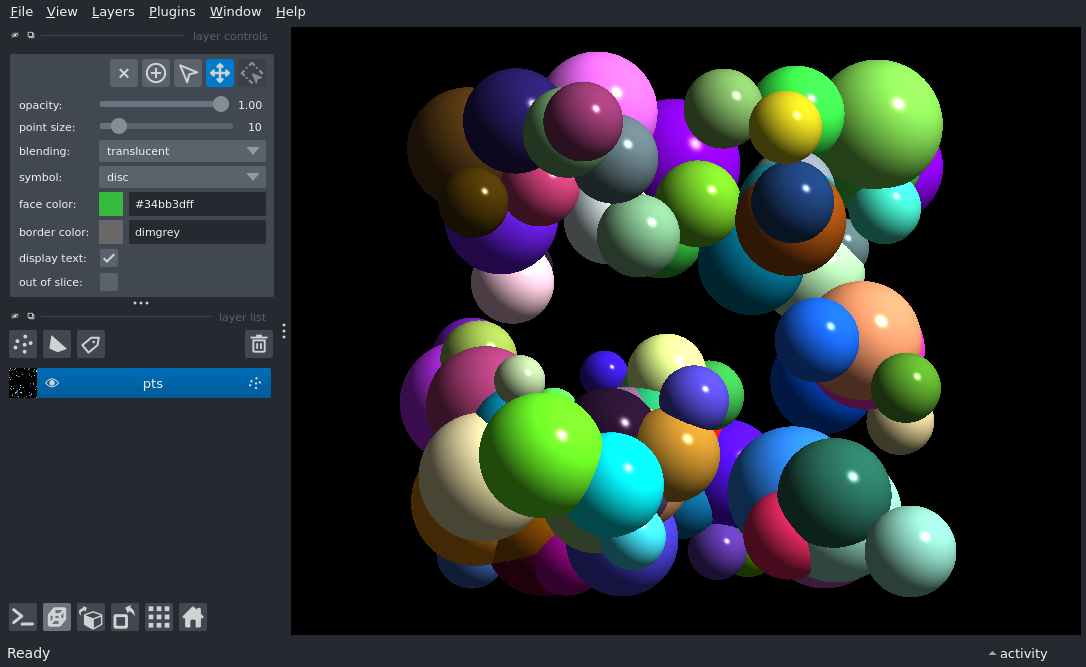 File View Layers Plugins Window Help
layer controls
opacity: 1.00
point size: 10
blending: translucent
symbol: disc
face color: #34bb3dff
border color: dimgrey
display text:
out of slice:
layer list
pts
Ready
activity